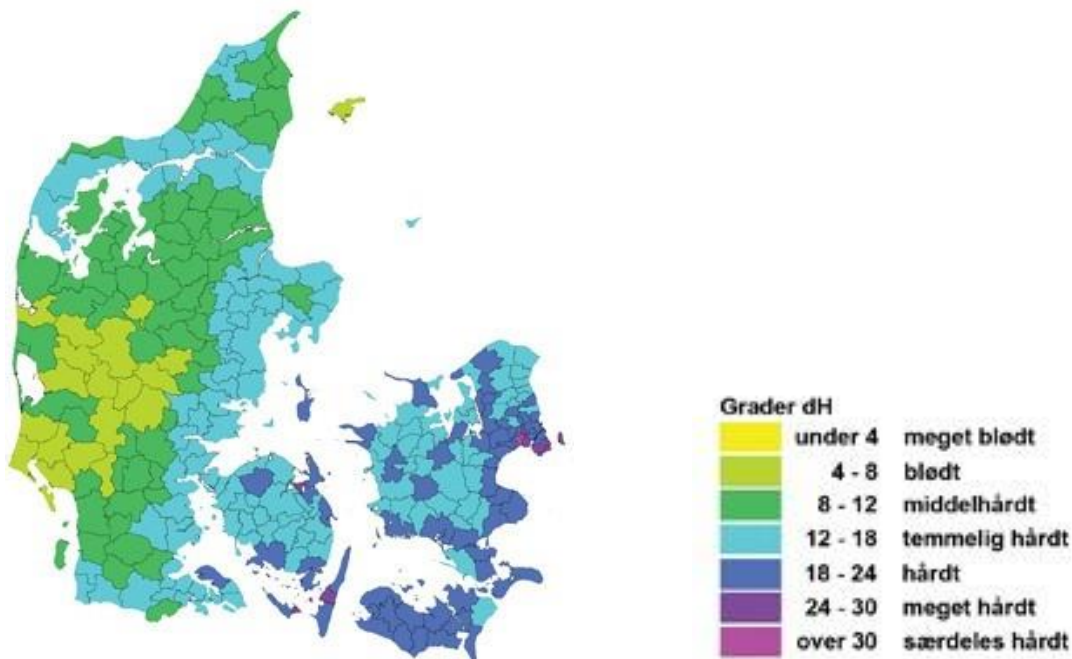 Grader dH
under 4 meget blødt
4 - 8 blødt
8 - 12 middelhårdt
12 - 18 temmelig hårdt
18 - 24 hårdt
24 - 30 meget hårdt
over 30 særdeles hårdt